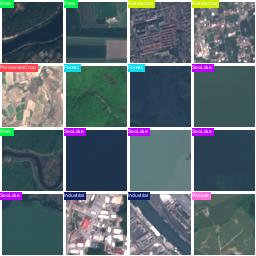 River
River
Residential
Residential
PermanentCrop
Forest
Forest
SeaLake
River
SeaLake
SeaLake
SeaLake
SeaLake
Industrial
Industrial
Pasture